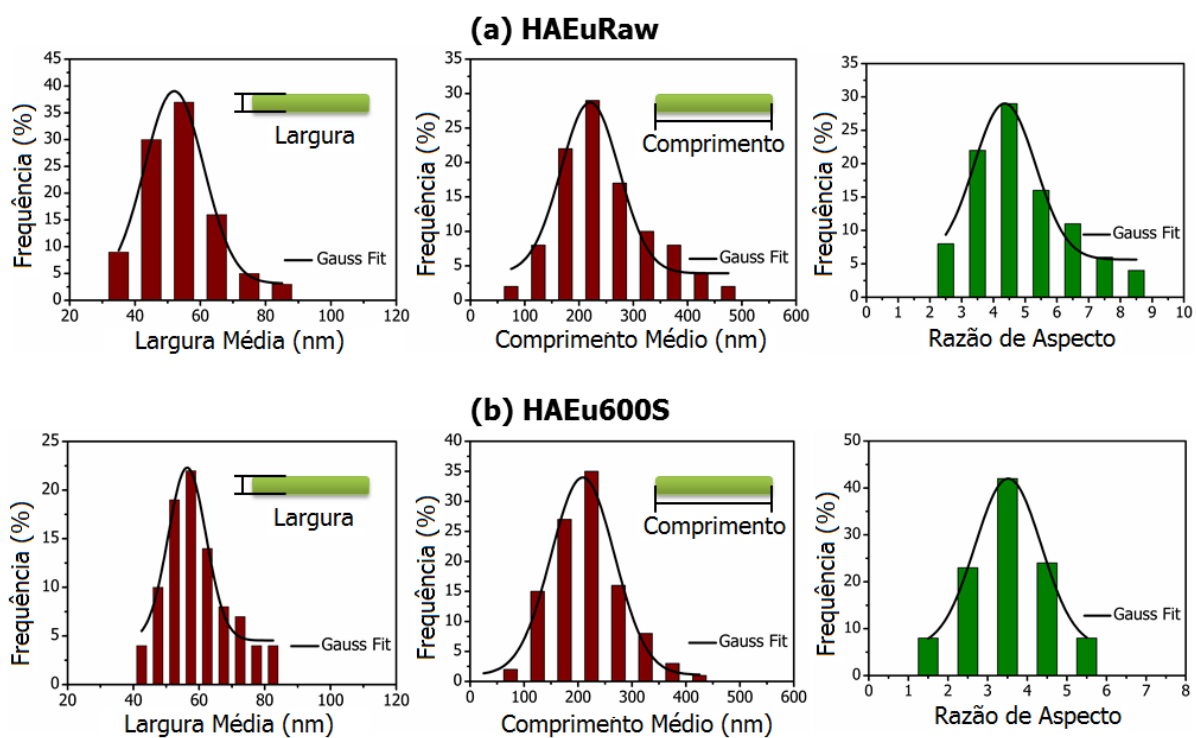 (a) HAEuRaw
45
40
35
30
25
20
15
10
5
0
Frequência (%)
Largura
Gauss Fit
20 40 60 80 100 120
Largura Média (nm)
35
30
25
20
15
10
5
0
Frequência (%)
Comprimento
Gauss Fit
0 100 200 300 400 500 600
Comprimento Médio (nm)
35
30
25
20
15
10
5
0
Frequência (%)
Gauss Fit
0 1 2 3 4 5 6 7 8 9 10
Razão de Aspecto
(b) HAEu600S
25
20
15
10
5
0
Frequência (%)
Largura
Gauss Fit
20 40 60 80 100 120
Largura Média (nm)
40
35
30
25
20
15
10
5
0
Frequência (%)
Comprimento
Gauss Fit
0 100 200 300 400 500 600
Comprimento Médio (nm)
50
40
20
10
0
Frequência (%)
Gauss Fit
0 1 2 3 4 5 6 7 8
Razão de Aspecto